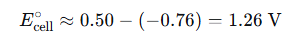 E°cell ≈ 0.50 − (−0.76) = 1.26 V